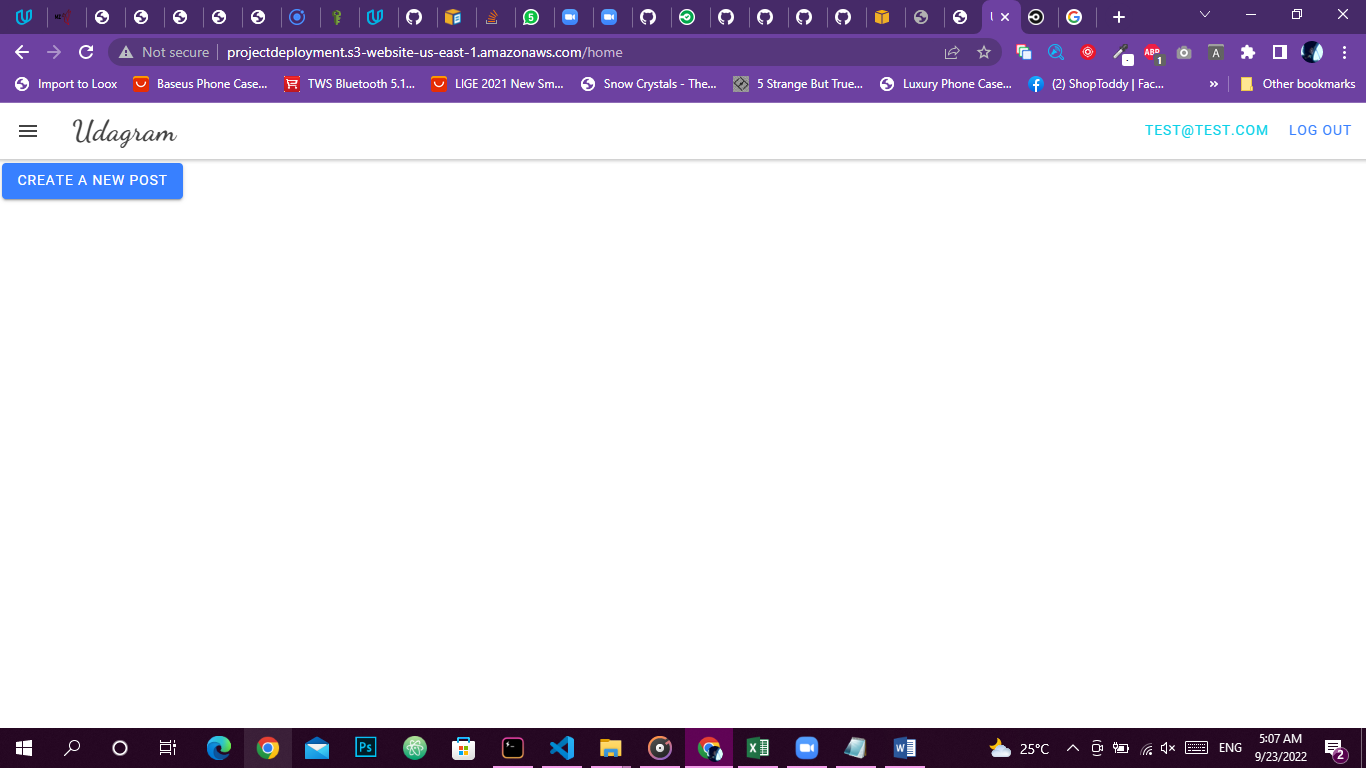 Not secure
projectdeployment.s3-website-us-east-1.amazonaws.com/home
Import to Loox
Baseus Phone Case...
TWS Bluetooth 5.1...
LIGE 2021 New Sm...
Snow Crystals - The...
5 Strange But True...
Luxury Phone Case...
(2) ShopToddy | Fac...
»
Other bookmarks
Udagram
TEST@TEST.COM
LOG OUT
CREATE A NEW POST
25°C
ENG
5:07 AM
9/23/2022
2